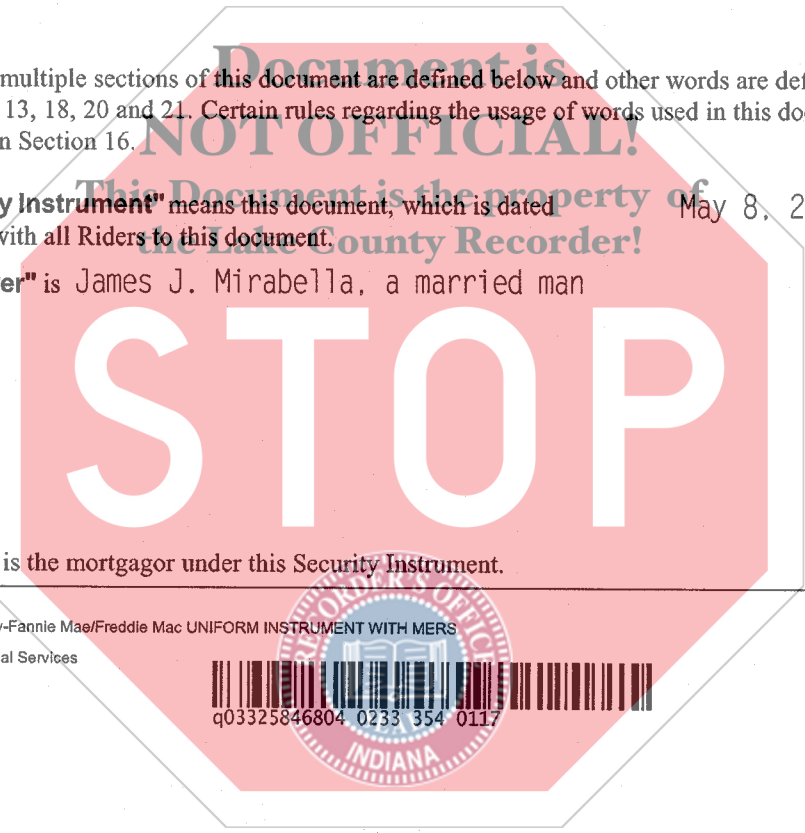 Document is
multiple sections of this document are defined below and other words are def
13, 18, 20 and 21. Certain rules regarding the usage of words used in this do
NOT OFFICIAL!
n Section 16.
This Document is the property of
y Instrument" means this document, which is dated May 8, 2
with all Riders to this document.
the Lake County Recorder!
er" is James J. Mirabella, a married man
STOP
is the mortgagor under this Security Instrument.
RECORDER'S OFFICE
y-Fannie Mae/Freddie Mac UNIFORM INSTRUMENT WITH MERS
al Services
q03325846804 0233 354 0117
INDIANA